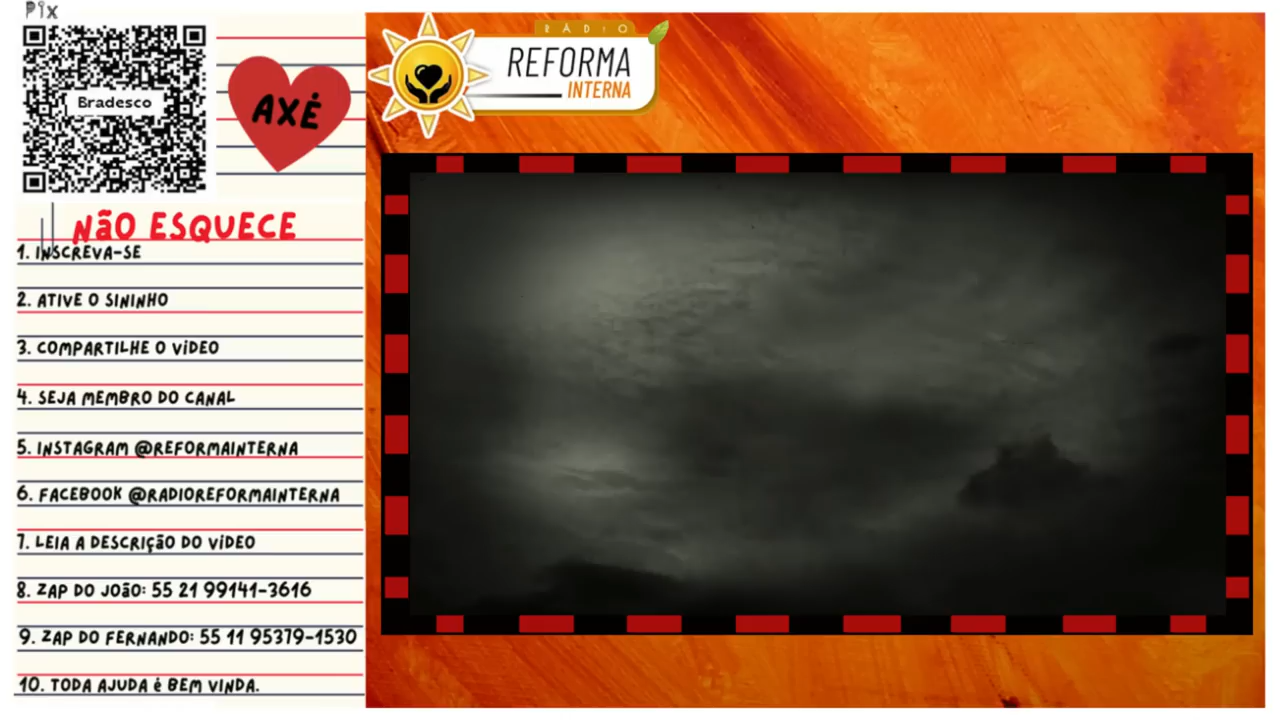 Pix
Bradesco
AXÉ
NÃO ESQUECE
1. INSCREVA-SE
2. ATIVE O SININHO
3. COMPARTILHE O VÍDEO
4. SEJA MEMBRO DO CANAL
5. INSTAGRAM @REFORMAINTERNA
6. FACEBOOK @RADIOREFORMAINTERNA
7. LEIA A DESCRIÇÃO DO VÍDEO
8. ZAP DO JOÃO: 55 21 99141-3616
9. ZAP DO FERNANDO: 55 11 95379-1530
10. TODA AJUDA É BEM VINDA.
RÁDIO
REFORMA
INTERNA